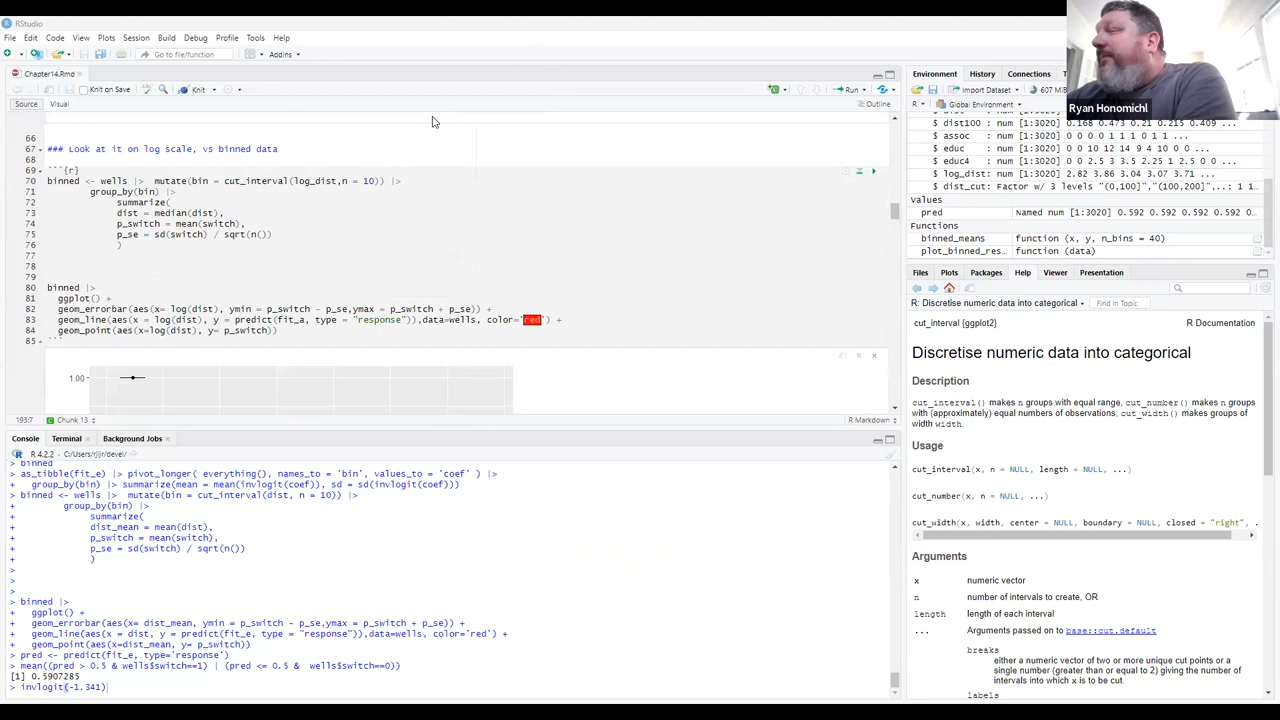 RStudio
File Edit Code View Plots Session Build Debug Profile Tools Help
Go to file/function
Addins
Chapter14.Rmd
Knit on Save
Knit
Run
Outline
Source Visual
66
67 ### Look at it on log scale, vs binned data
68
69 ```{r}
70 binned <- wells |> mutate(bin = cut_interval(log_dist,n = 10)) |>
71 group_by(bin) |>
72 summarize(
73 dist = median(dist),
74 p_switch = mean(switch),
75 p_se = sd(switch) / sqrt(n())
76 )
77
78
79
80 binned |>
81 ggplot() +
82 geom_errorbar(aes(x= log(dist), ymin = p_switch - p_se,ymax = p_switch + p_se)) +
83 geom_line(aes(x = log(dist), y = predict(fit_a, type = "response")),data=wells, color='red') +
84 geom_point(aes(x=log(dist), y= p_switch))
85 ```
1.00
193:7 Chunk 13
R Markdown
Console Terminal Background Jobs
R 4.2.2 · C:/Users/rjjr/devel/
> binned
> as_tibble(fit_e) |> pivot_longer( everything(), names_to = 'bin', values_to = 'coef' ) |>
+ group_by(bin) |> summarize(mean = mean(invlogit(coef)), sd = sd(invlogit(coef)))
> binned <- wells |> mutate(bin = cut_interval(dist, n = 10)) |>
+ group_by(bin) |>
+ summarize(
+ dist_mean = mean(dist),
+ p_switch = mean(switch),
+ p_se = sd(switch) / sqrt(n())
+ )
>
>
>
> binned |>
+ ggplot() +
+ geom_errorbar(aes(x= dist_mean, ymin = p_switch - p_se,ymax = p_switch + p_se)) +
+ geom_line(aes(x = dist, y = predict(fit_e, type = "response")),data=wells, color='red') +
+ geom_point(aes(x=dist_mean, y= p_switch))
> pred <- predict(fit_e, type='response')
> mean((pred > 0.5 & wells$switch==1) | (pred <= 0.5 & wells$switch==0))
[1] 0.5907285
> invlogit(-1.341)
Ryan Honomichl
Environment History Connections
Import Dataset
607 MiB
R Global Environment
$ dist100 : num [1:3020] 0.168 0.473 0.21 0.215 0.409 ...
$ assoc : num [1:3020] 0 0 0 0 1 1 1 0 1 1 ...
$ educ : num [1:3020] 0 0 10 12 14 9 4 10 0 0 ...
$ educ4 : num [1:3020] 0 0 2.5 3 3.5 2.25 1 2.5 0 0 ...
$ log_dist: num [1:3020] 2.82 3.86 3.04 3.07 3.71 ...
$ dist_cut: Factor w/ 3 levels "(0,100]","(100,200]",..: 1 1...
Values
pred Named num [1:3020] 0.592 0.592 0.592 0.592 0...
Functions
binned_means function (x, y, n_bins = 40)
plot_binned_res... function (data)
Files Plots Packages Help Viewer Presentation
R: Discretise numeric data into categorical
Find in Topic
cut_interval {ggplot2}
R Documentation
Discretise numeric data into categorical
Description
cut_interval() makes n groups with equal range, cut_number() makes n groups
with (approximately) equal numbers of observations; cut_width() makes groups of
width width.
Usage
cut_interval(x, n = NULL, length = NULL, ...)
cut_number(x, n = NULL, ...)
cut_width(x, width, center = NULL, boundary = NULL, closed = "right", .
Arguments
x numeric vector
n number of intervals to create, OR
length length of each interval
... Arguments passed on to base::cut.default
breaks
either a numeric vector of two or more unique cut points or a
single number (greater than or equal to 2) giving the number of
intervals into which x is to be cut.
labels